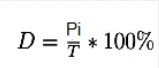 D = Pi/T * 100%